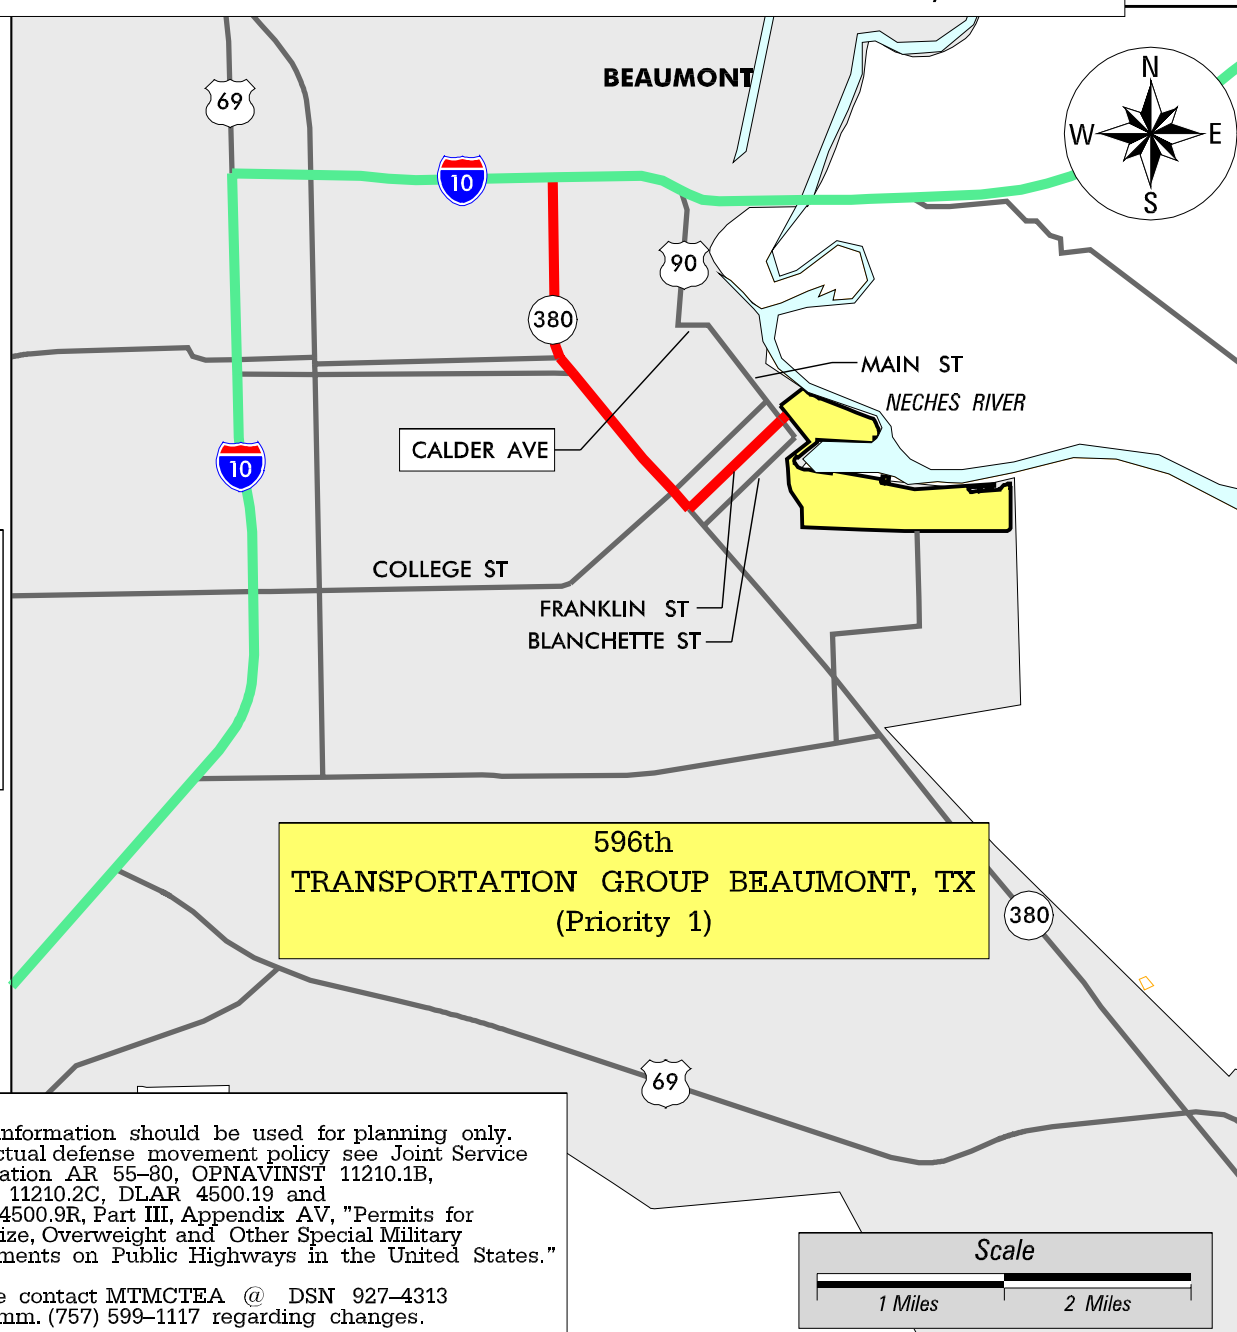 BEAUMONT
N
W E
S
69
10
90
380
MAIN ST
NECHES RIVER
CALDER AVE
10
COLLEGE ST
FRANKLIN ST
BLANCHETTE ST
596th
TRANSPORTATION GROUP BEAUMONT, TX
(Priority 1)
380
69
information should be used for planning only.
ctual defense movement policy see Joint Service
ation AR 55–80, OPNAVINST 11210.1B,
11210.2C, DLAR 4500.19 and
4500.9R, Part III, Appendix AV, "Permits for
ize, Overweight and Other Special Military
ments on Public Highways in the United States."
e contact MTMCTEA @ DSN 927–4313
mm. (757) 599–1117 regarding changes.
Scale
1 Miles 2 Miles